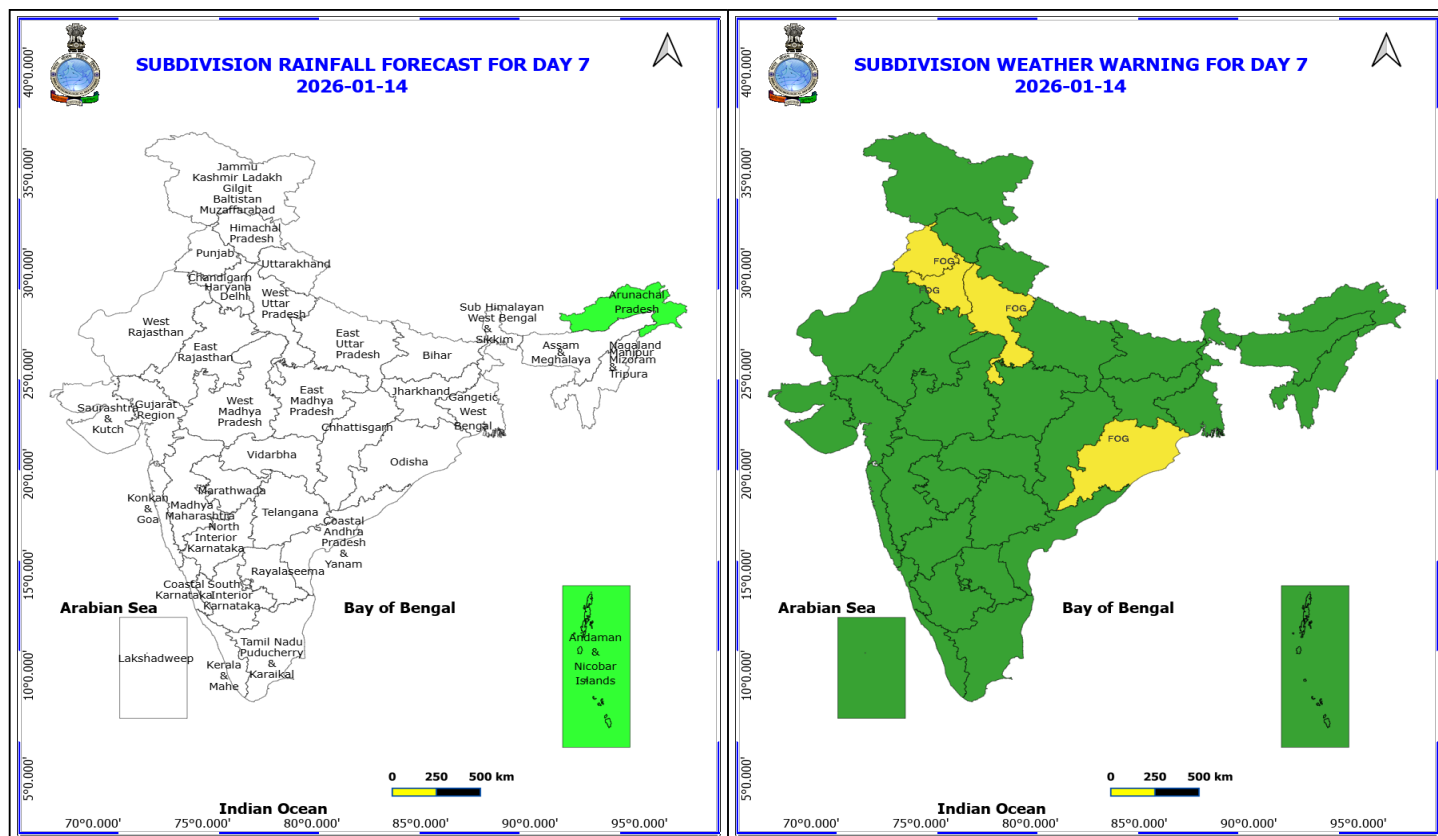 SUBDIVISION RAINFALL FORECAST FOR DAY 7
2026-01-14
40°0.000'
35°0.000'
30°0.000'
25°0.000'
20°0.000'
15°0.000'
10°0.000'
5°0.000'
Jammu
Kashmir Ladakh
Gilgit
Baltistan
Muzaffarabad
Himachal
Pradesh
Punjab
Uttarakhand
Chandigarh
Haryana
Delhi
West
Uttar
Pradesh
West
Rajasthan
East
Rajasthan
East
Uttar
Pradesh
Bihar
Sub Himalayan
West Bengal
&
Sikkim
Arunachal
Pradesh
Assam
&
Meghalaya
Nagaland
Manipur
Mizoram
&
Tripura
Saurashtra
&
Kutch
Gujarat
Region
West
Madhya
Pradesh
East
Madhya
Pradesh
Jharkhand
Gangetic
West
Bengal
Chhattisgarh
Vidarbha
Odisha
Konkan
&
Goa
Madhya
Maharashtra
Marathwada
Telangana
North
Interior
Karnataka
Coastal
Andhra
Pradesh
&
Yanam
Rayalaseema
Coastal
Karnataka
South
Interior
Karnataka
Arabian Sea
Bay of Bengal
Lakshadweep
Kerala
&
Mahe
Tamil Nadu
Puducherry
&
Karaikal
Andaman
&
Nicobar
Islands
0 250 500 km
Indian Ocean
70°0.000' 75°0.000' 80°0.000' 85°0.000' 90°0.000' 95°0.000'
SUBDIVISION WEATHER WARNING FOR DAY 7
2026-01-14
40°0.000'
35°0.000'
30°0.000'
25°0.000'
20°0.000'
15°0.000'
10°0.000'
5°0.000'
FOG
FOG
FOG
FOG
Arabian Sea
Bay of Bengal
0 250 500 km
Indian Ocean
70°0.000' 75°0.000' 80°0.000' 85°0.000' 90°0.000' 95°0.000'